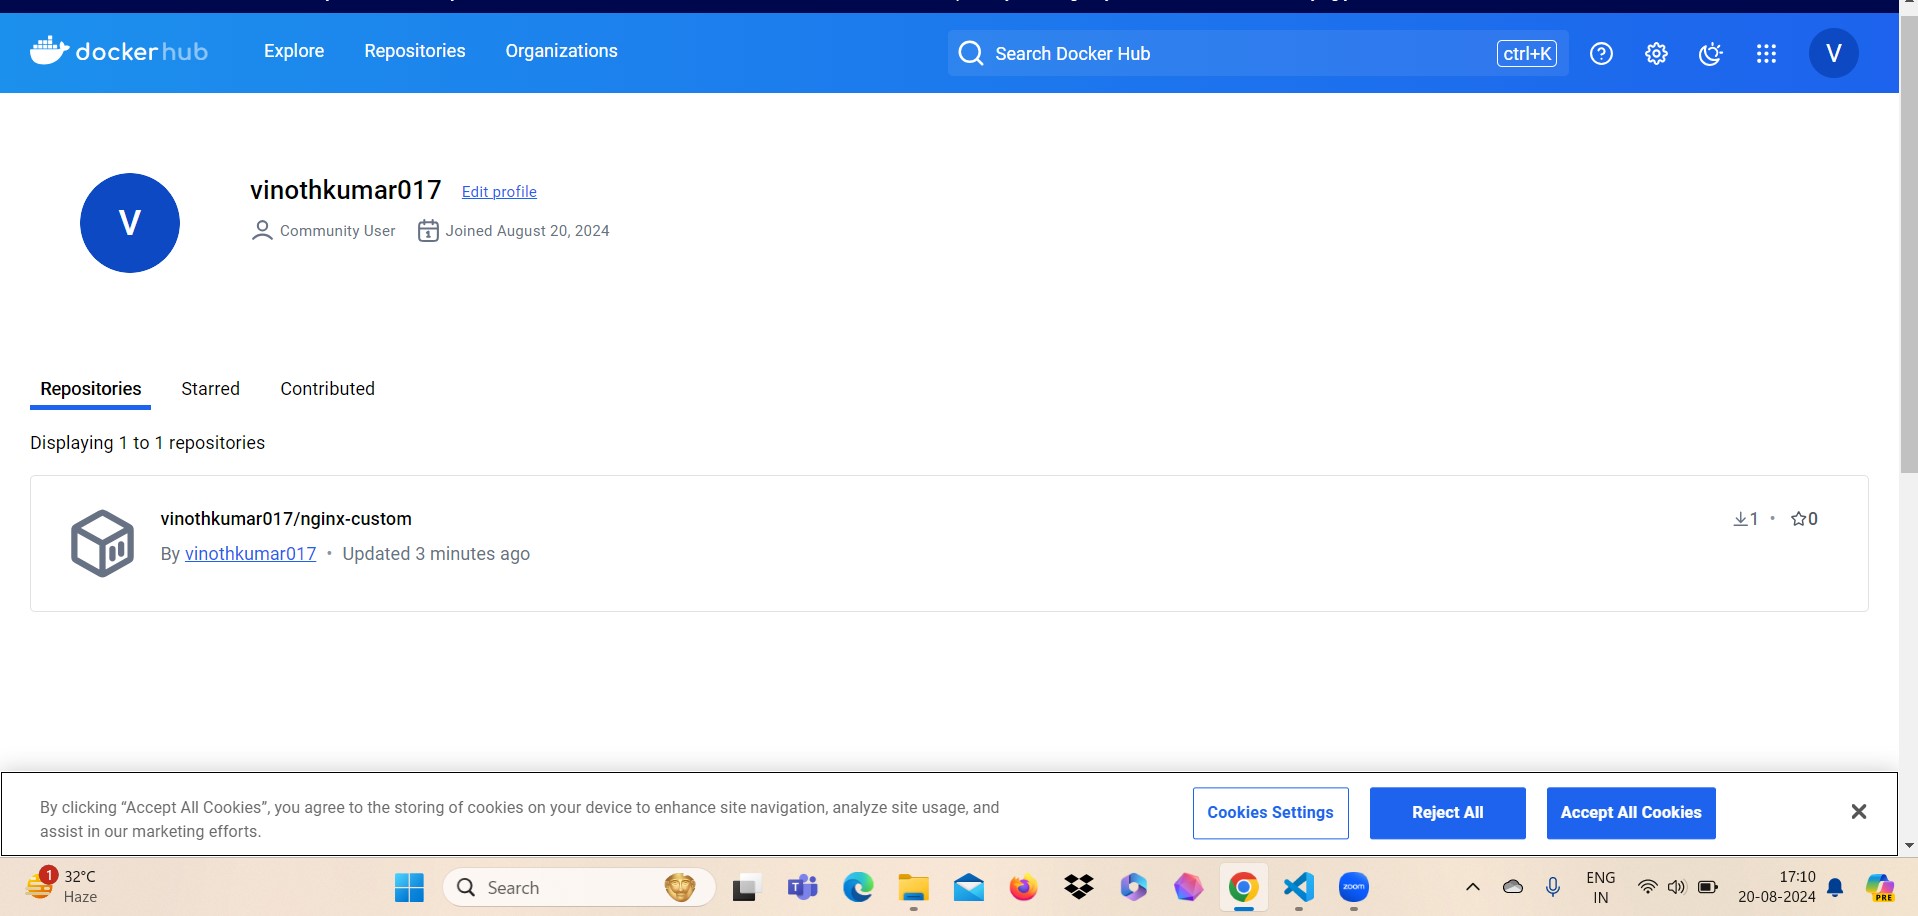 dockerhub Explore Repositories Organizations Search Docker Hub ctrl+K V
V
vinothkumar017 Edit profile
Community User 1 Joined August 20, 2024
Repositories Starred Contributed
Displaying 1 to 1 repositories
vinothkumar017/nginx-custom 1 • 0
By vinothkumar017 • Updated 3 minutes ago
By clicking “Accept All Cookies”, you agree to the storing of cookies on your device to enhance site navigation, analyze site usage, and
assist in our marketing efforts.
Cookies Settings Reject All Accept All Cookies
1 32°C
Haze
Search
zoom
ENG
IN
17:10
20-08-2024
PRE